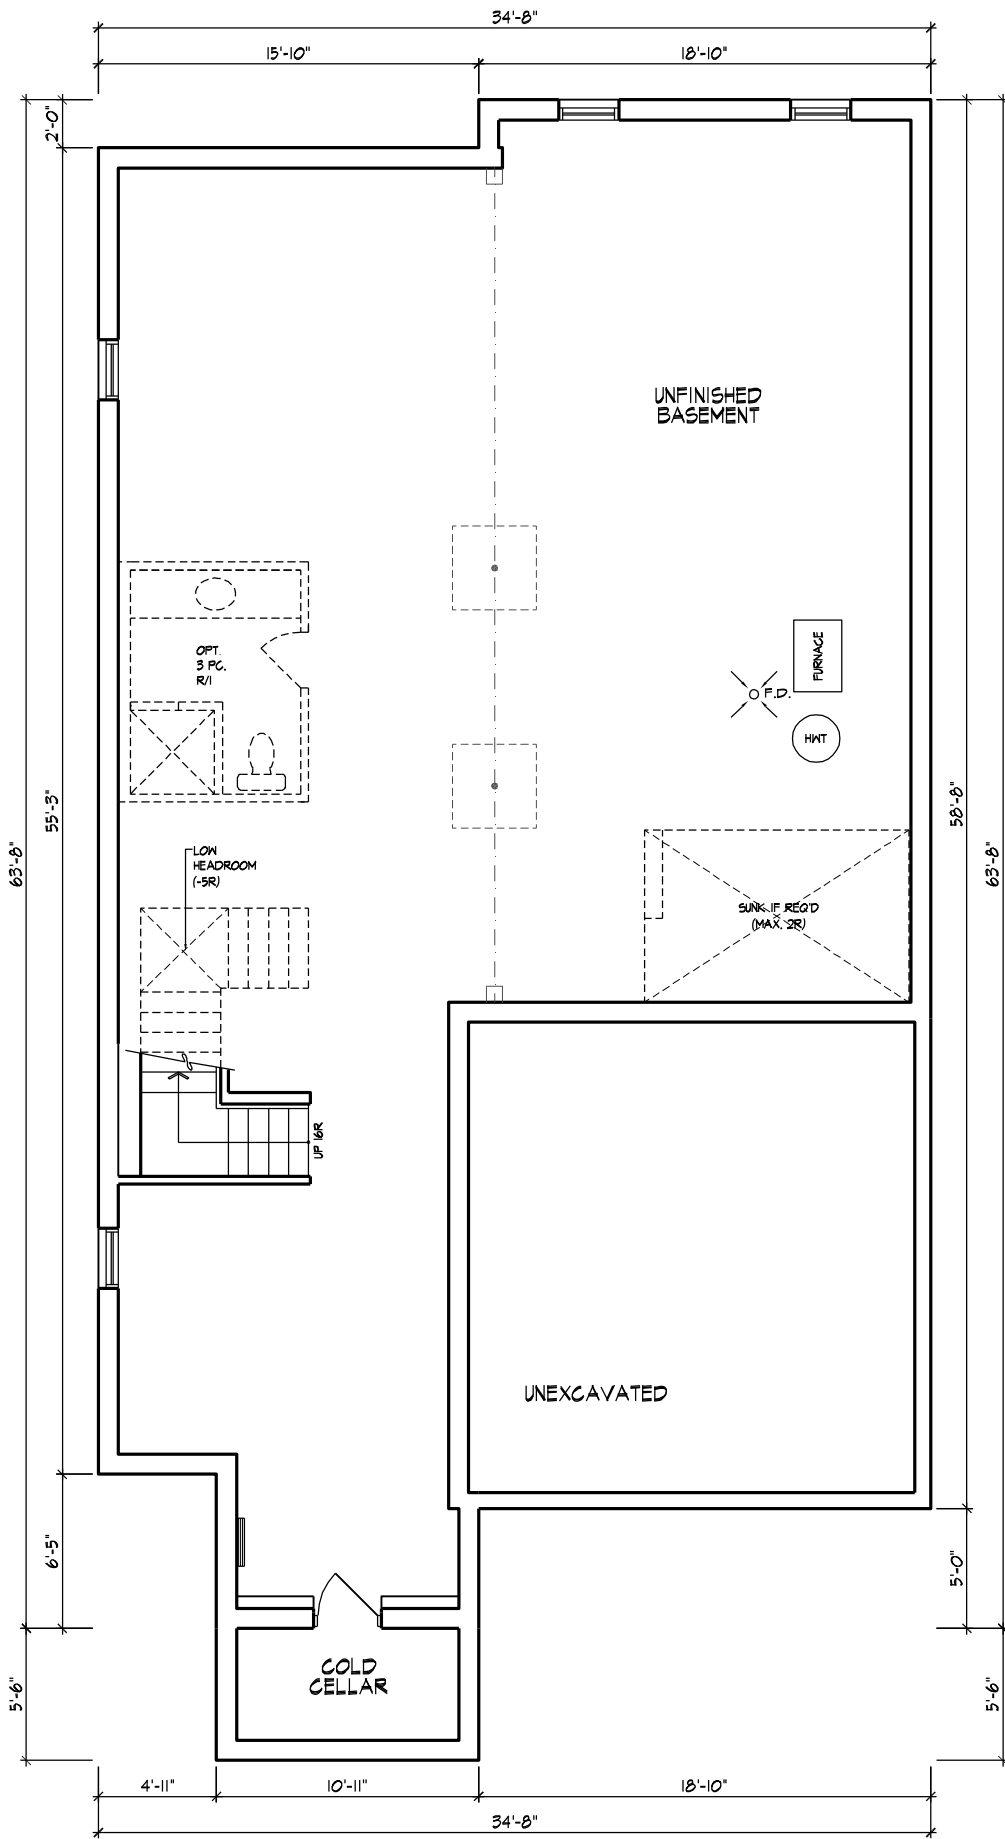 34'-8"
15'-10"
18'-10"
2'-0"
UNFINISHED
BASEMENT
OPT.
3 PC.
R/I
FURNACE
F.D.
HWT
55'-3"
63'-8"
58'-8"
63'-8"
LOW
HEADROOM
(-5R)
SUNK IF REQ'D
(MAX. 2R)
UP 16R
UNEXCAVATED
6'-5"
5'-0"
COLD
CELLAR
5'-6"
5'-6"
4'-11"
10'-11"
18'-10"
34'-8"